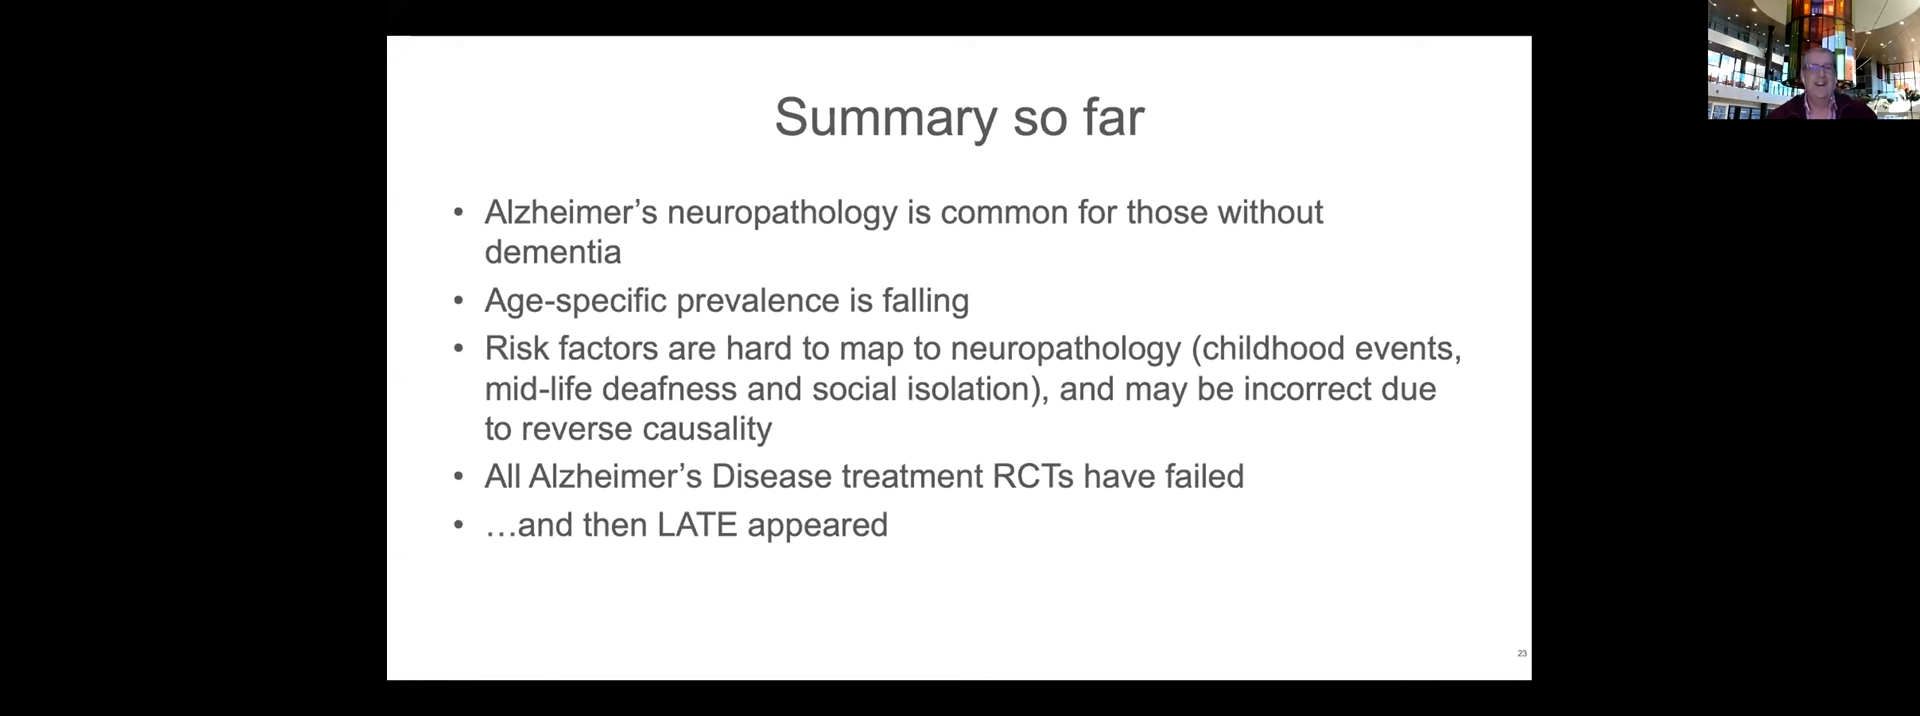 Summary so far
• Alzheimer’s neuropathology is common for those without
dementia
• Age-specific prevalence is falling
• Risk factors are hard to map to neuropathology (childhood events,
mid-life deafness and social isolation), and may be incorrect due
to reverse causality
• All Alzheimer’s Disease treatment RCTs have failed
• …and then LATE appeared
23